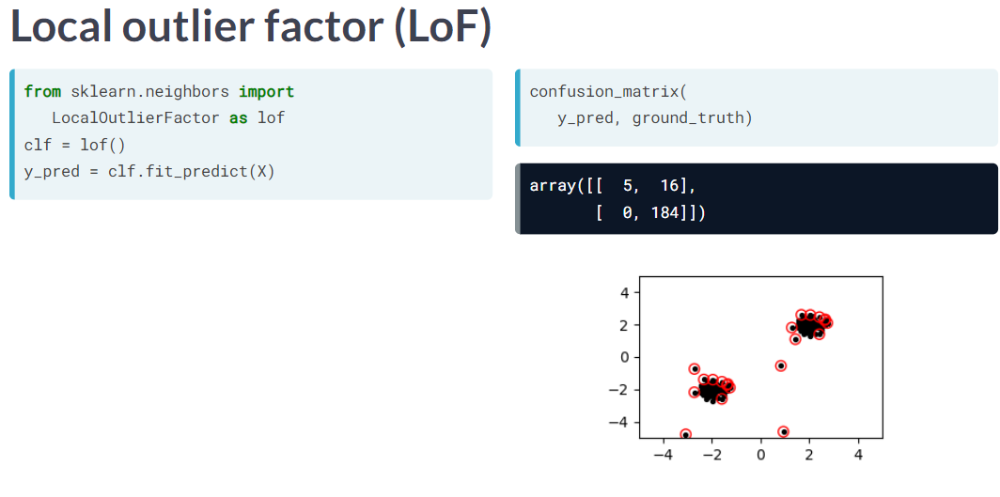 Local outlier factor (LoF)
from sklearn.neighbors import
LocalOutlierFactor as lof
clf = lof()
y_pred = clf.fit_predict(X)
confusion_matrix(
y_pred, ground_truth)
array([[  5,  16],
       [  0, 184]])
4
2
0
−2
−4
−4 −2 0 2 4